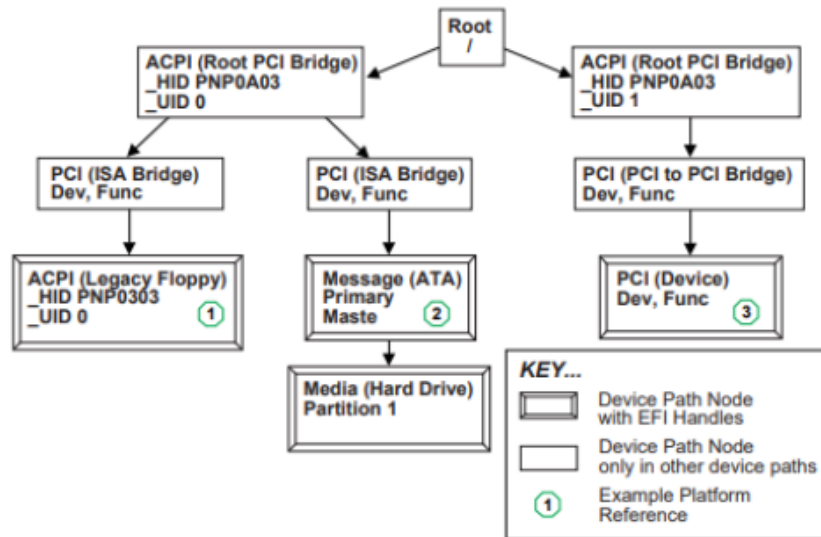 Root
/
ACPI (Root PCI Bridge)
_HID PNP0A03
_UID 0
ACPI (Root PCI Bridge)
_HID PNP0A03
_UID 1
PCI (ISA Bridge)
Dev, Func
PCI (ISA Bridge)
Dev, Func
PCI (PCI to PCI Bridge)
Dev, Func
ACPI (Legacy Floppy)
_HID PNP0303
_UID 0
1
Message (ATA)
Primary
Maste
2
PCI (Device)
Dev, Func
3
Media (Hard Drive)
Partition 1
KEY...
Device Path Node
with EFI Handles
Device Path Node
only in other device paths
1
Example Platform
Reference